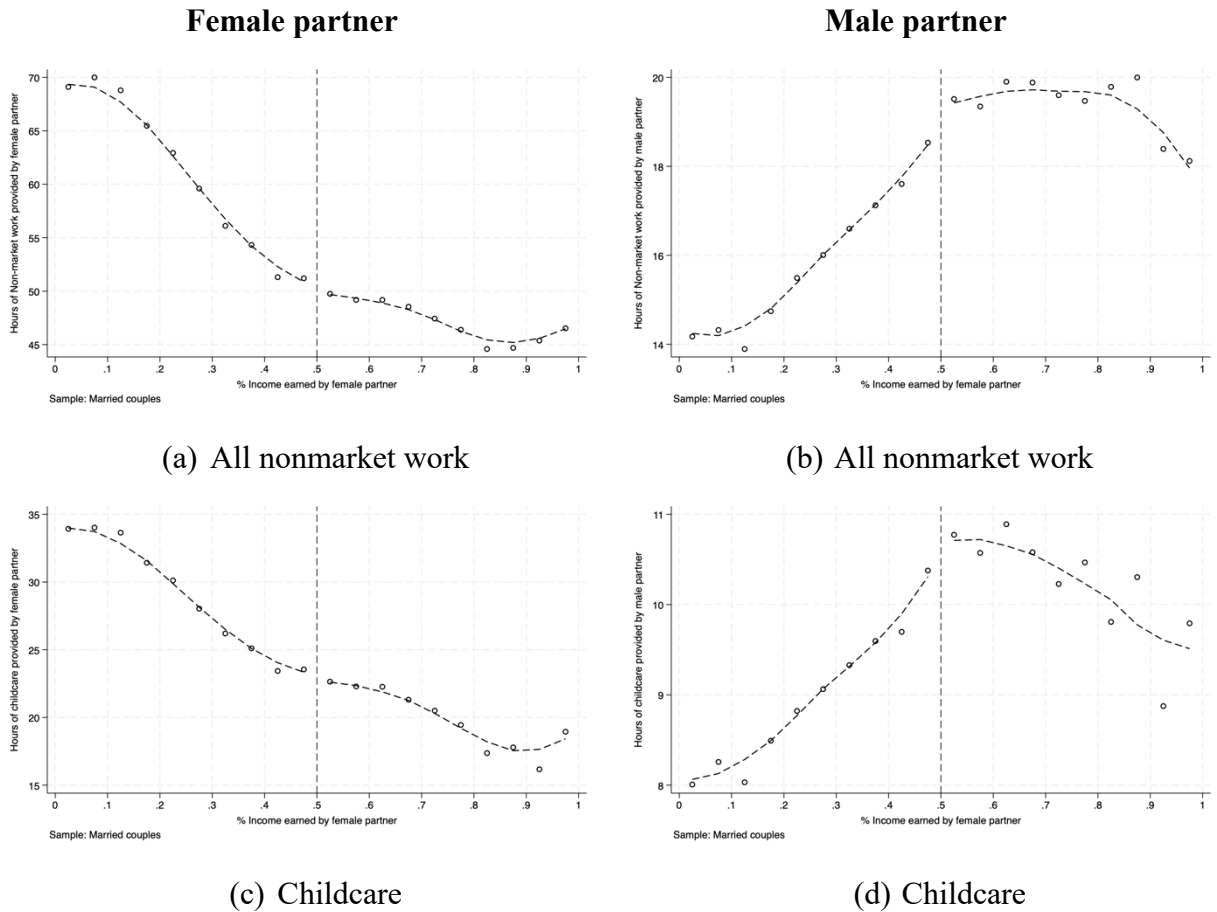 Female partner
Male partner
Hours of Non-market work provided by female partner
70
65
60
55
50
45
0 .1 .2 .3 .4 .5 .6 .7 .8 .9 1
% Income earned by female partner
Sample: Married couples
(a) All nonmarket work
Hours of Non-market work provided by male partner
20
18
16
14
0 .1 .2 .3 .4 .5 .6 .7 .8 .9 1
% Income earned by female partner
Sample: Married couples
(b) All nonmarket work
Hours of childcare provided by female partner
35
30
25
20
15
0 .1 .2 .3 .4 .5 .6 .7 .8 .9 1
% Income earned by female partner
Sample: Married couples
(c) Childcare
Hours of childcare provided by male partner
11
10
9
8
0 .1 .2 .3 .4 .5 .6 .7 .8 .9 1
% Income earned by female partner
Sample: Married couples
(d) Childcare